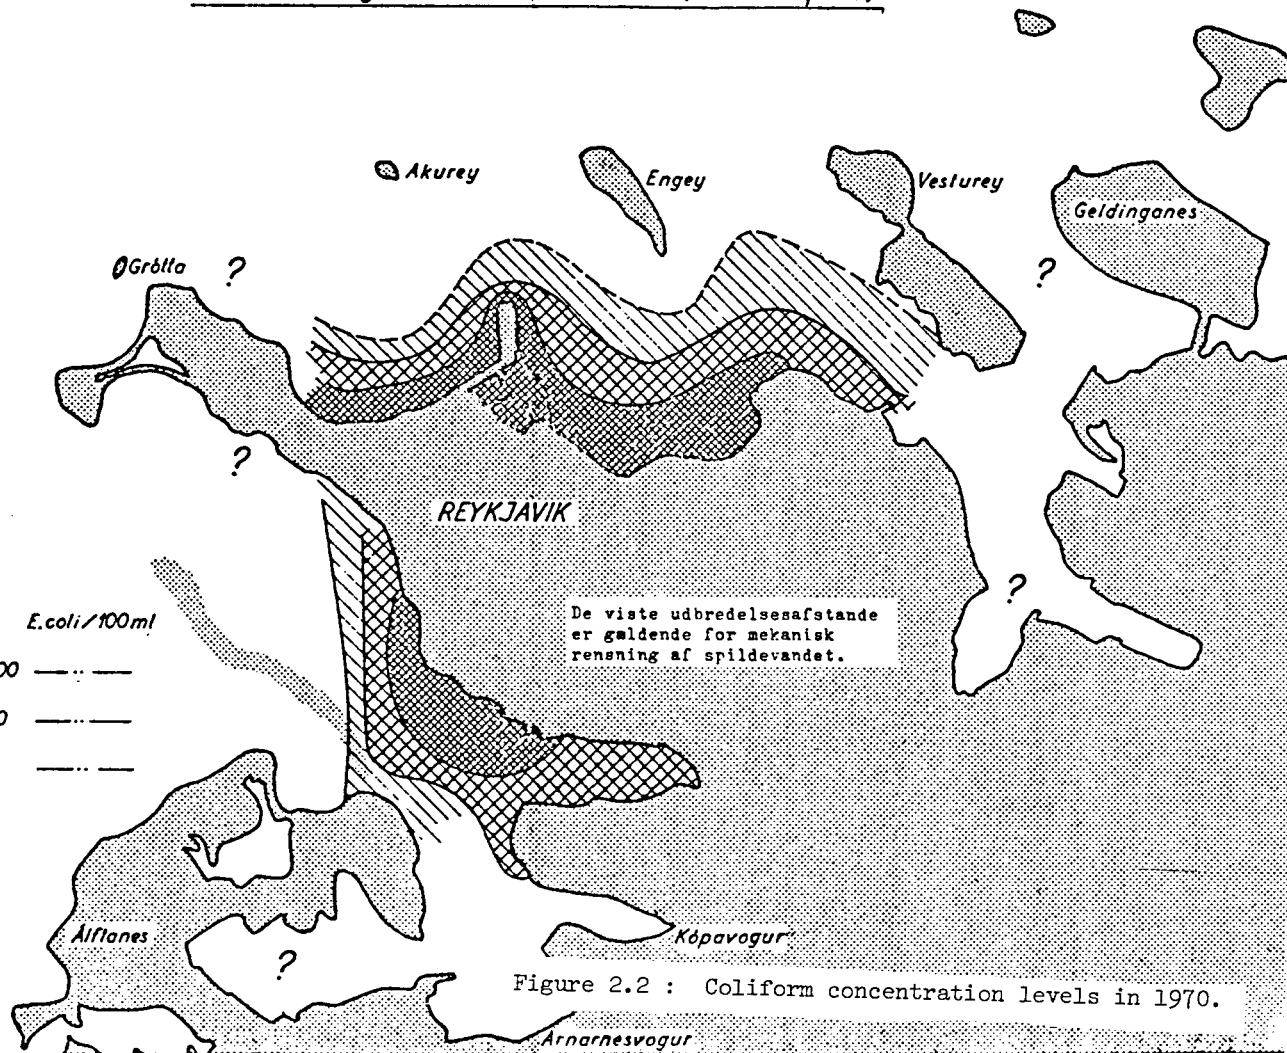 Akurey
Engey
Vesturey
Geldinganes
Grótta
?
?
?
REYKJAVIK
De viste udbredelsesafstande
er gældende for mekanisk
rensning af spildevandet.
E.coli/100ml
?
Álftanes
?
Kópavogur
Figure 2.2 : Coliform concentration levels in 1970.
Arnarnesvogur